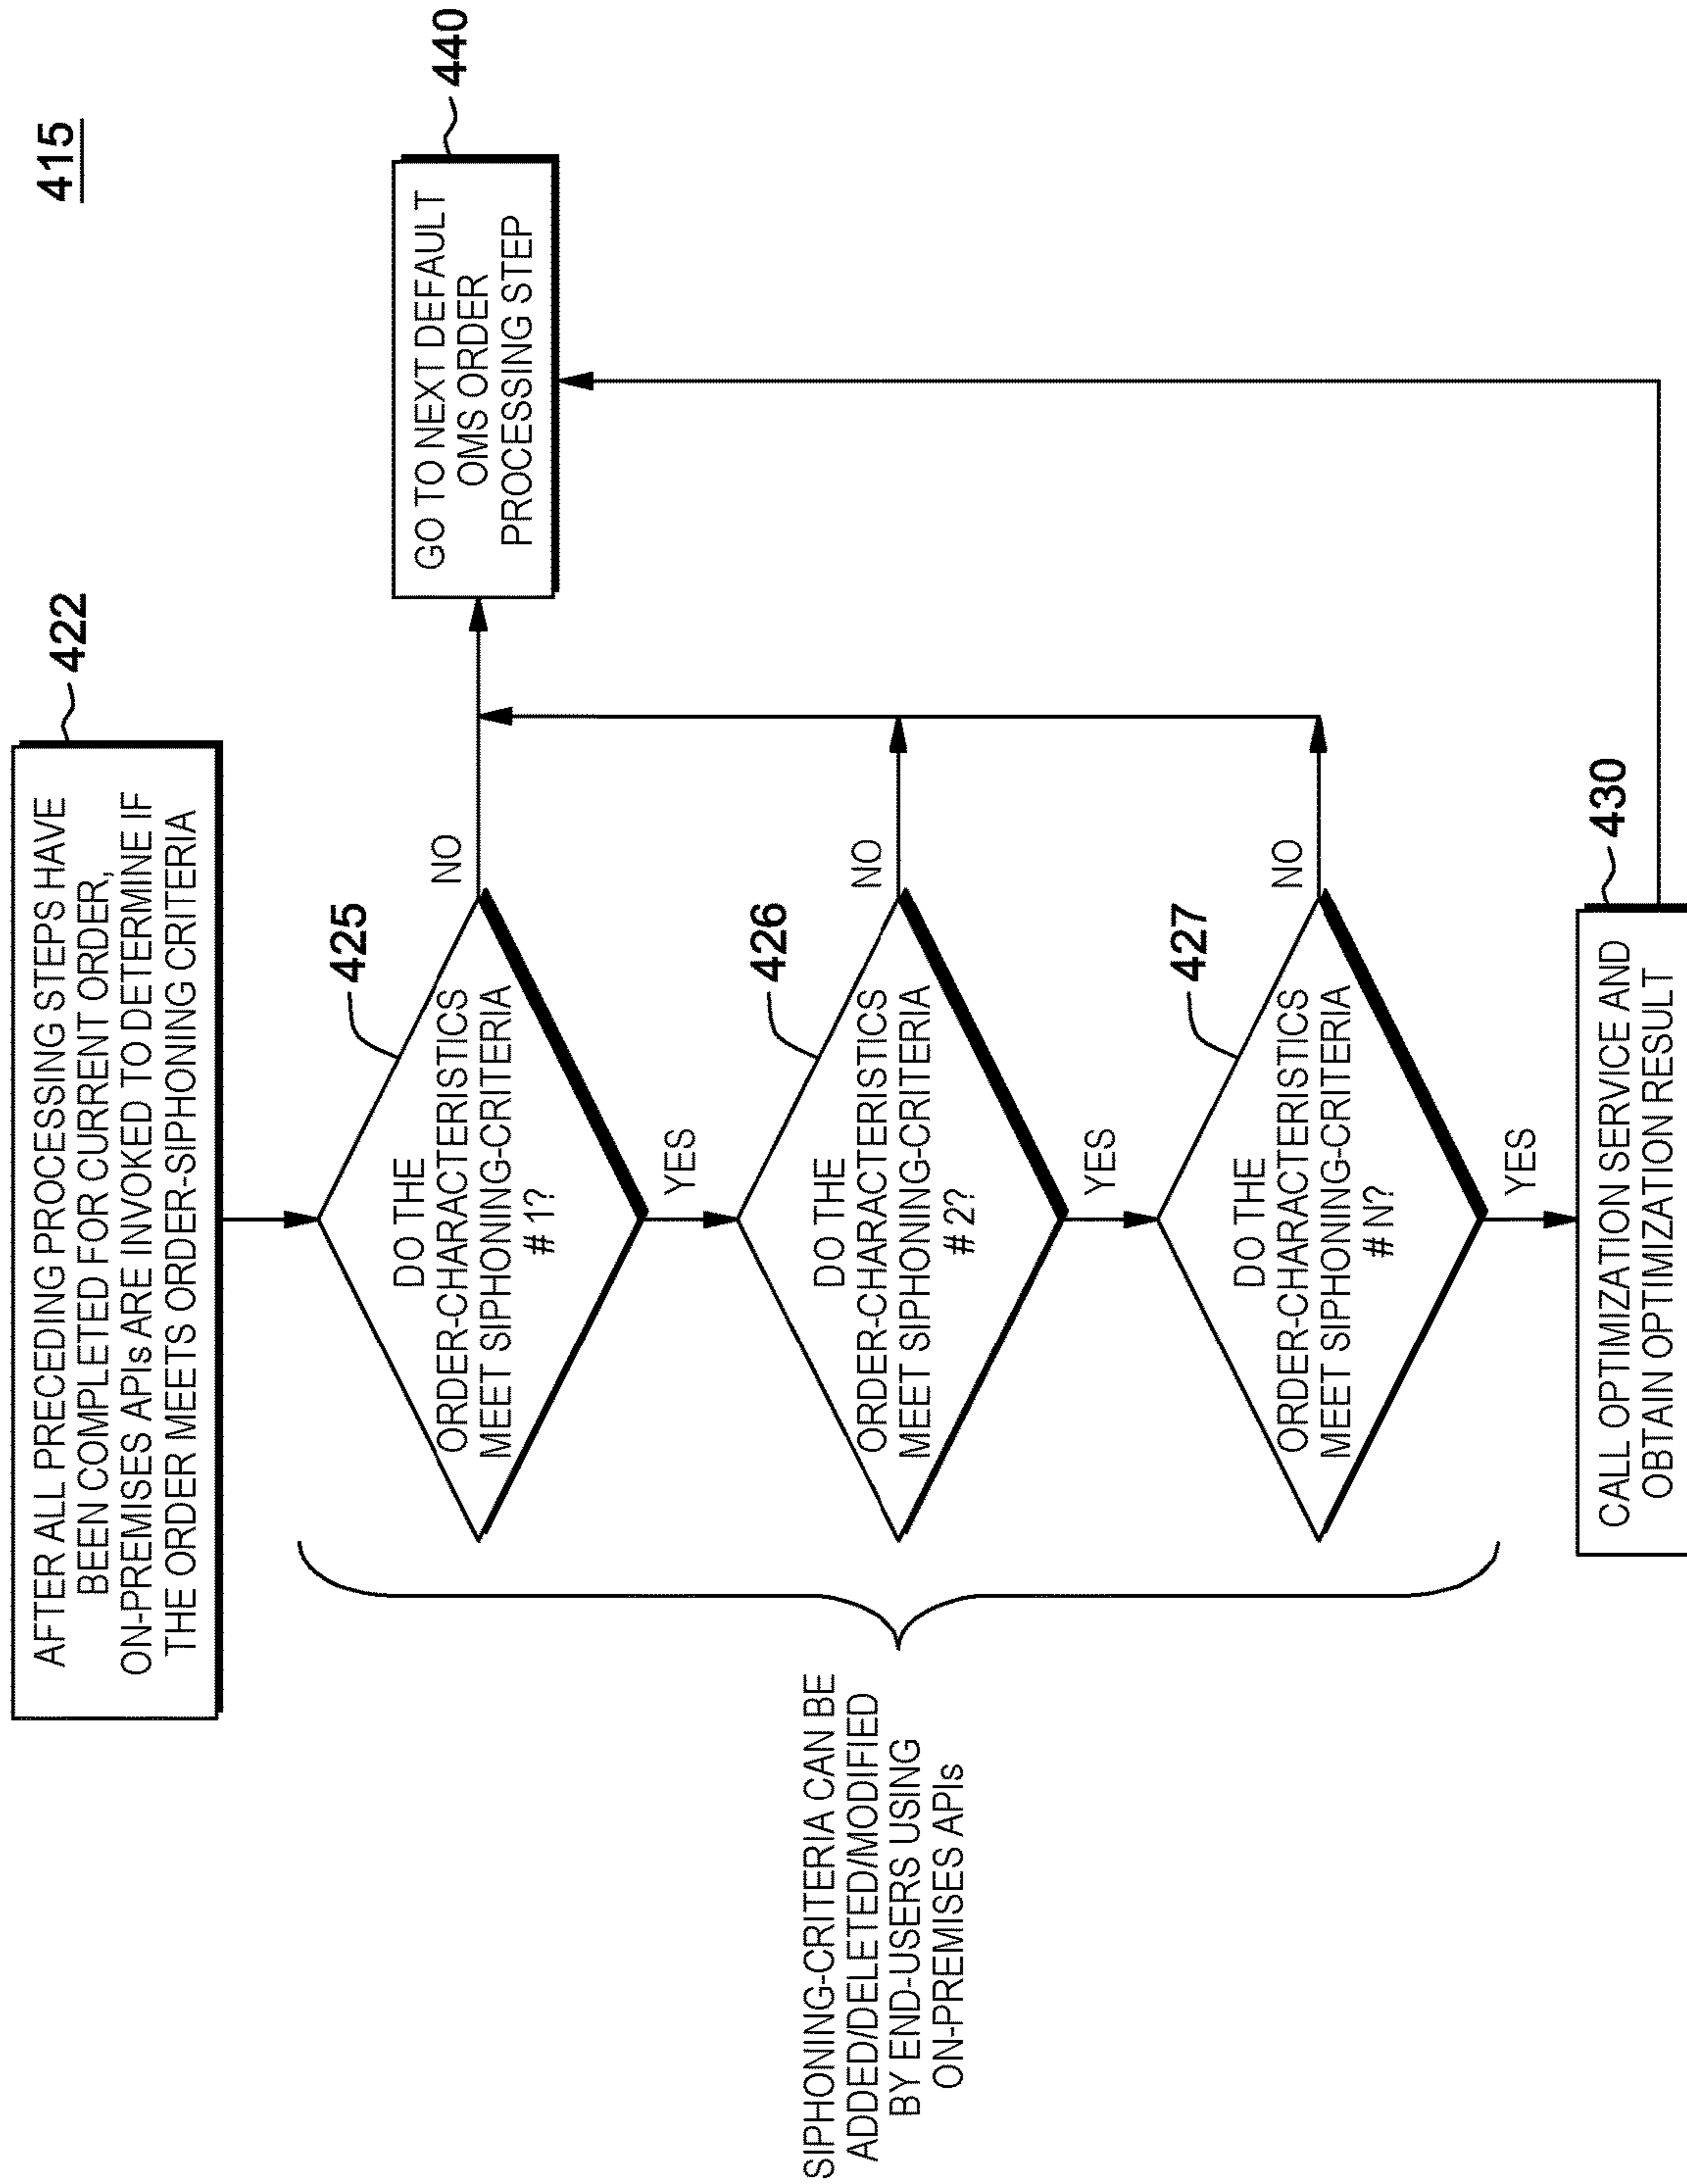 415
422
AFTER ALL PRECEDING PROCESSING STEPS HAVE
BEEN COMPLETED FOR CURRENT ORDER,
ON-PREMISES APIs ARE INVOKED TO DETERMINE IF
THE ORDER MEETS ORDER-SIPHONING CRITERIA
425
DO THE
ORDER-CHARACTERISTICS
MEET SIPHONING-CRITERIA
# 1?
NO
YES
440
GO TO NEXT DEFAULT
OMS ORDER
PROCESSING STEP
426
DO THE
ORDER-CHARACTERISTICS
MEET SIPHONING-CRITERIA
# 2?
NO
YES
SIPHONING-CRITERIA CAN BE
ADDED/DELETED/MODIFIED
BY END-USERS USING
ON-PREMISES APIs
427
DO THE
ORDER-CHARACTERISTICS
MEET SIPHONING-CRITERIA
# N?
NO
YES
430
CALL OPTIMIZATION SERVICE AND
OBTAIN OPTIMIZATION RESULT